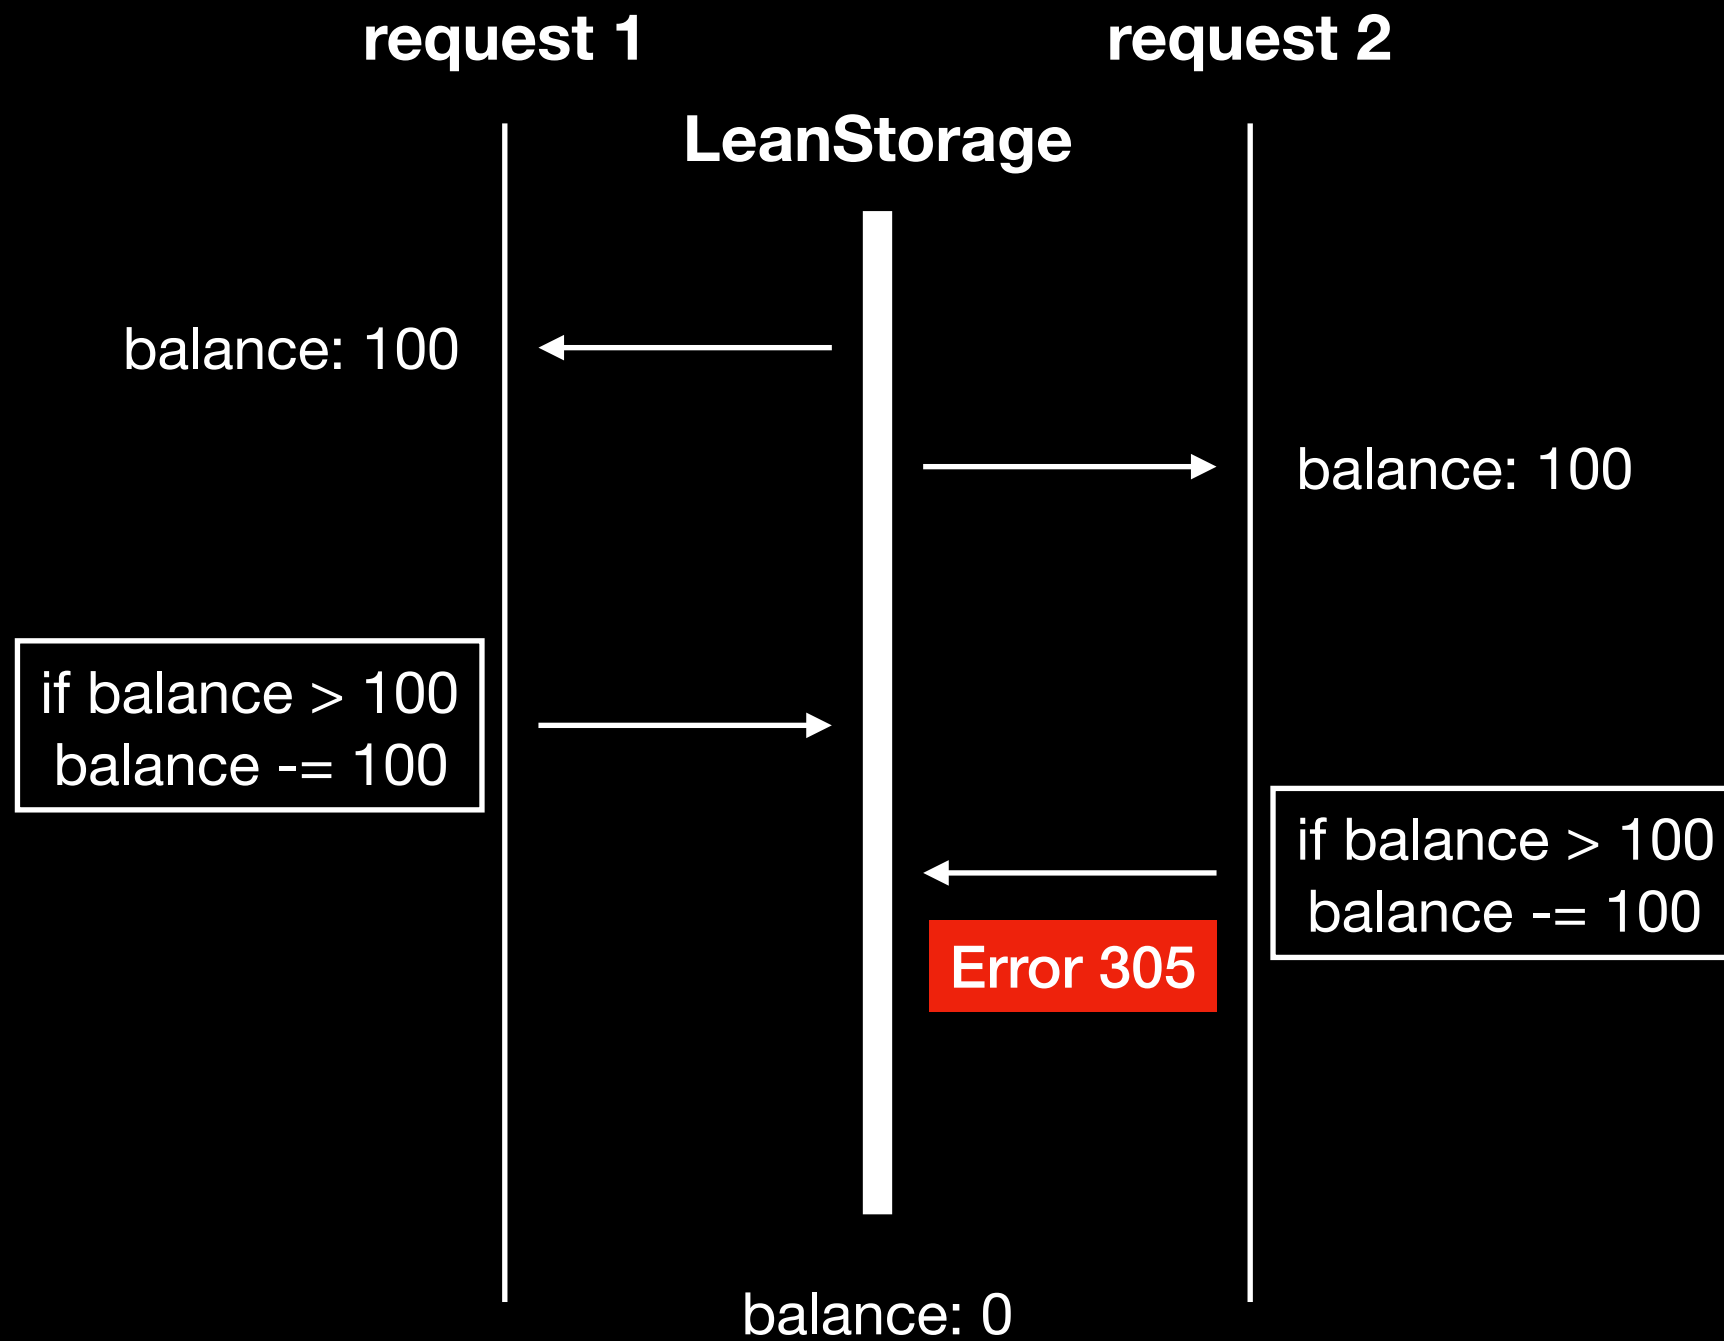 request 1
request 2
LeanStorage
balance: 100
balance: 100
if balance > 100
balance -= 100
if balance > 100
balance -= 100
Error 305
balance: 0